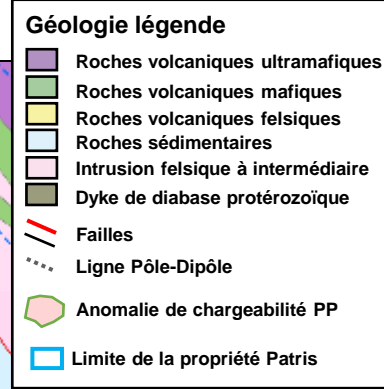 Géologie légende
Roches volcaniques ultramafiques
Roches volcaniques mafiques
Roches volcaniques felsiques
Roches sédimentaires
Intrusion felsique à intermédiaire
Dyke de diabase protérozoïque
Failles
Ligne Pôle-Dipôle
Anomalie de chargeabilité PP
Limite de la propriété Patris